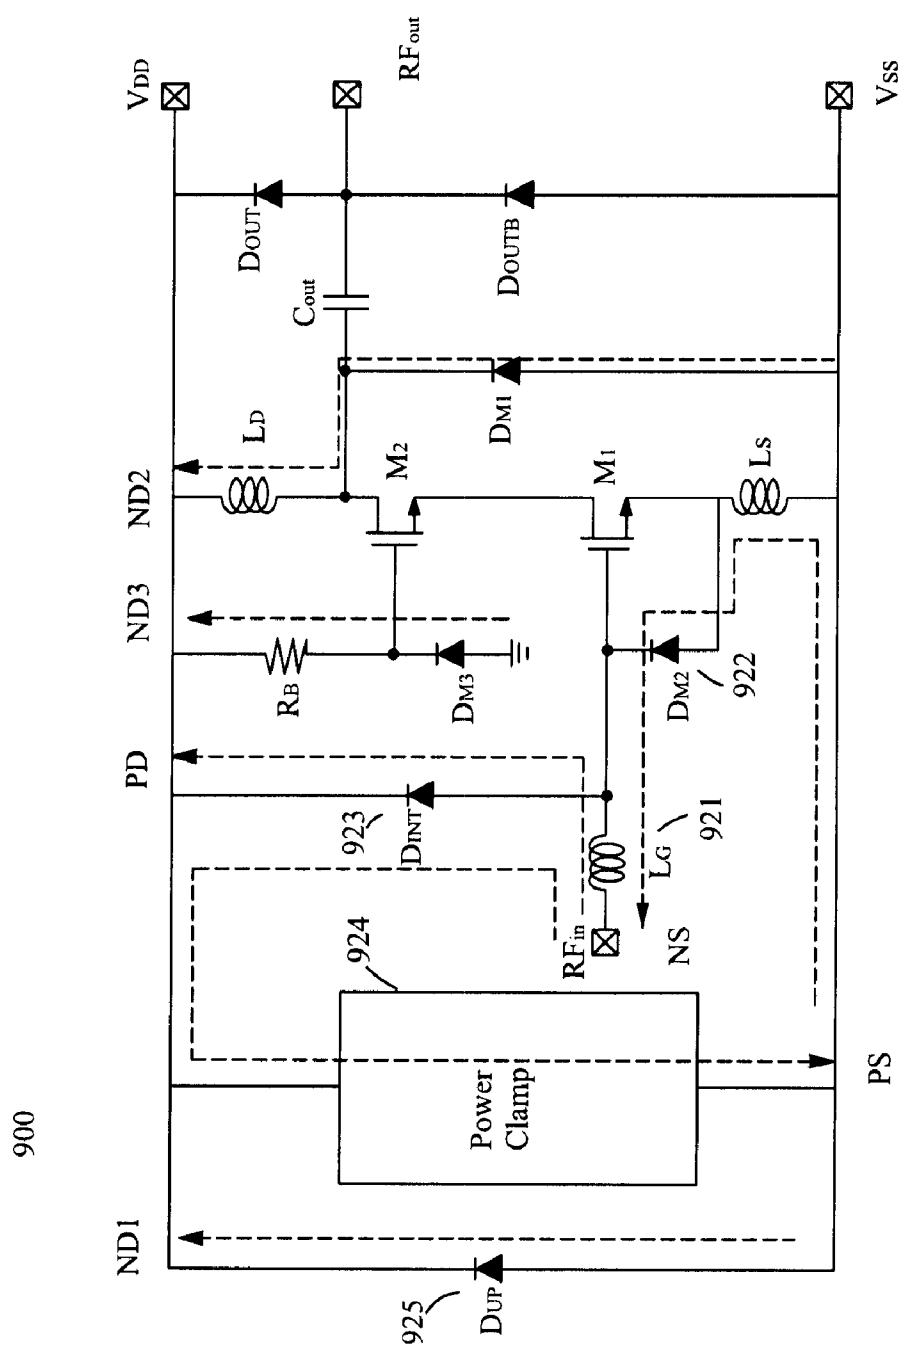 900
VDD
RFout
VSS
DOUT
Cout
DOUTB
DM1
LD
ND2
M2
M1
LS
ND3
RB
DM3
DM2
922
PD
923
DINT
LG
921
RFin
NS
924
Power
Clamp
PS
ND1
925
DUP